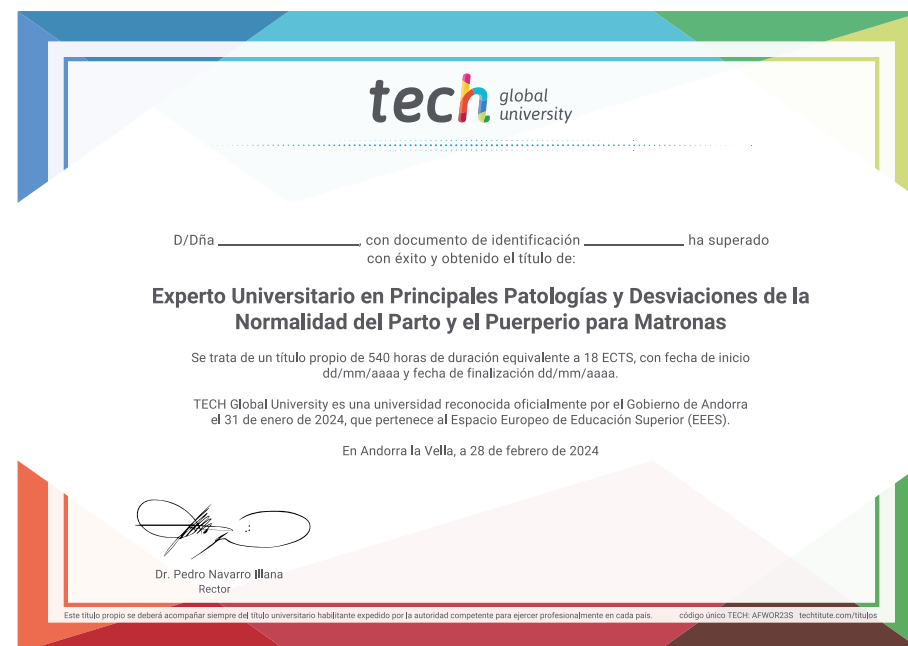 tech global university
D/Dña ____________________, con documento de identificación ______________ ha superado
con éxito y obtenido el título de:
Experto Universitario en Principales Patologías y Desviaciones de la
Normalidad del Parto y el Puerperio para Matronas
Se trata de un título propio de 540 horas de duración equivalente a 18 ECTS, con fecha de inicio
dd/mm/aaaa y fecha de finalización dd/mm/aaaa.
TECH Global University es una universidad reconocida oficialmente por el Gobierno de Andorra
el 31 de enero de 2024, que pertenece al Espacio Europeo de Educación Superior (EEES).
En Andorra la Vella, a 28 de febrero de 2024
Dr. Pedro Navarro Illana
Rector
Este título propio se deberá acompañar siempre del título universitario habilitante expedido por la autoridad competente para ejercer profesionalmente en cada país. código único TECH: AFWOR23S techtitute.com/titulos